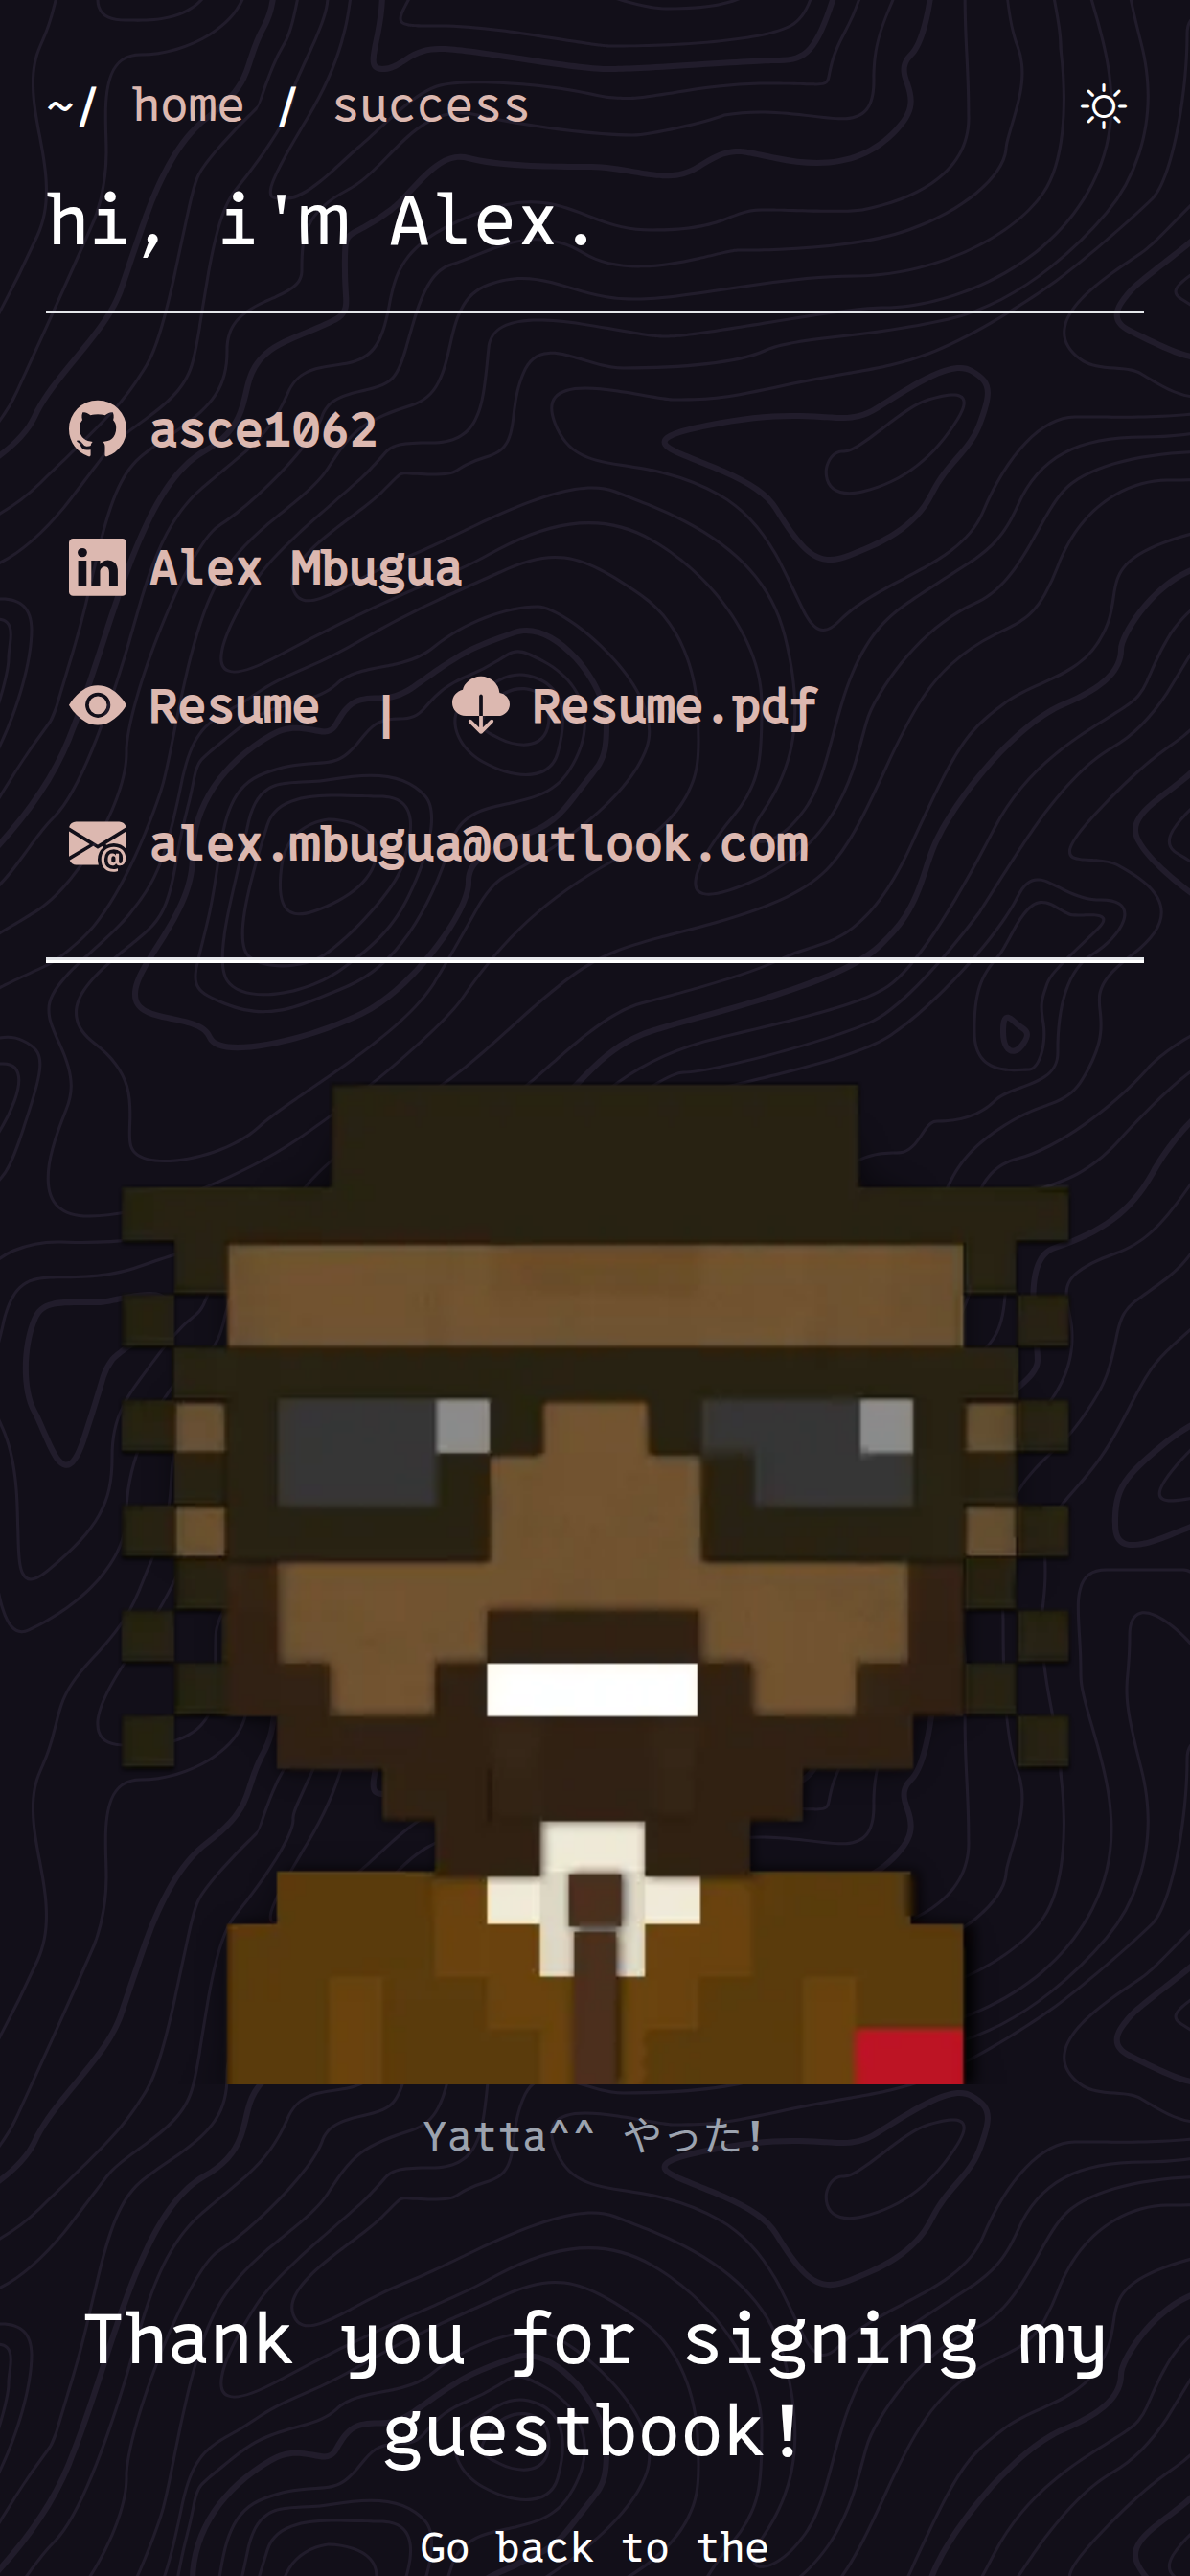 ~/ home / success
hi, i'm Alex.
asce1062
Alex Mbugua
Resume | Resume.pdf
alex.mbugua@outlook.com
Yatta^^ やった!
Thank you for signing my
guestbook!
Go back to the